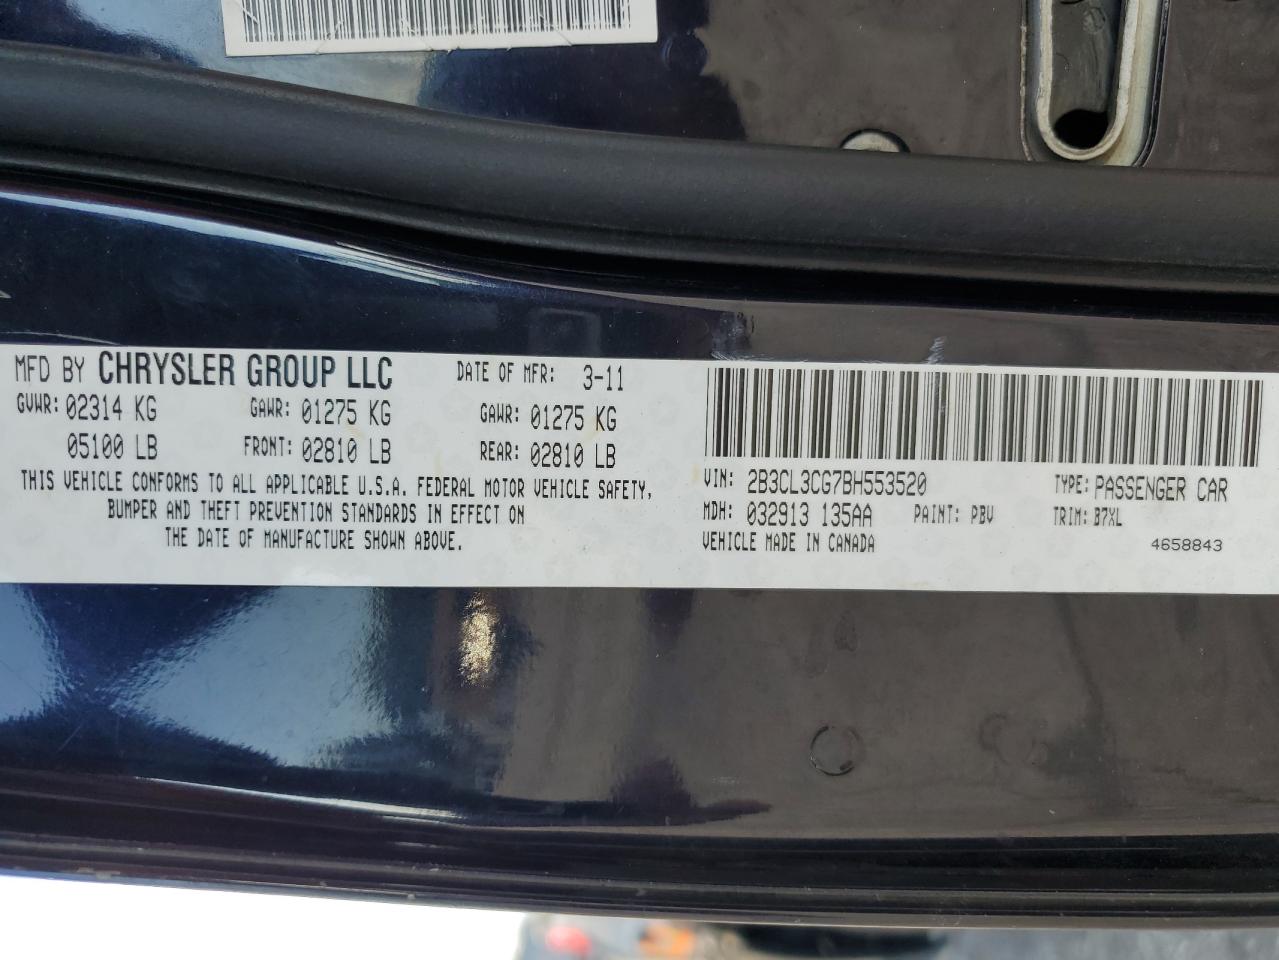 MFD BY CHRYSLER GROUP LLC DATE OF MFR: 3-11
GVWR: 02314 KG GAWR: 01275 KG GAWR: 01275 KG
05100 LB FRONT: 02810 LB REAR: 02810 LB
THIS VEHICLE CONFORMS TO ALL APPLICABLE U.S.A. FEDERAL MOTOR VEHICLE SAFETY,
BUMPER AND THEFT PREVENTION STANDARDS IN EFFECT ON
THE DATE OF MANUFACTURE SHOWN ABOVE.
VIN: 2B3CL3CG7BH553520 TYPE: PASSENGER CAR
MDH: 032913 135AA PAINT: PBV TRIM: B7XL
VEHICLE MADE IN CANADA 4658843